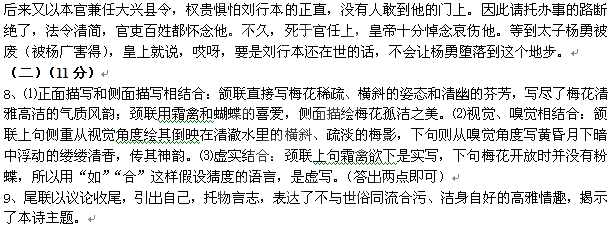 后来又以本官兼任大兴县令，权贵惧怕刘行本的正直，没有人敢到他的门上。因此请托办事的路断
绝了，法令清简，官吏百姓都怀念他。不久，死于官任上，皇帝十分悼念哀伤他。等到太子杨勇被
废（被杨广害得），皇上就说，哎呀，要是刘行本还在世的话，不会让杨勇堕落到这个地步。
（二）（11 分）
8、⑴正面描写和侧面描写相结合：颔联直接写梅花稀疏、横斜的姿态和清幽的芬芳，写尽了梅花清
雅高洁的气质风韵；颈联用霜禽和蝴蝶的喜爱，侧面描绘梅花孤洁之美。⑵视觉、嗅觉相结合：颔
联上句侧重从视觉角度绘其倒映在清澈水里的横斜、疏淡的梅影，下句则从嗅觉角度写黄昏月下暗
中浮动的缕缕清香，传其神韵。⑶虚实结合：颈联上句霜禽欲下是实写，下句梅花开放时并没有粉
蝶，所以用“如”“合”这样假设猜度的语言，是虚写。（答出两点即可）
9、尾联以议论收尾，引出自己，托物言志，表达了不与世俗同流合污、洁身自好的高雅情趣，揭示
了本诗主题。